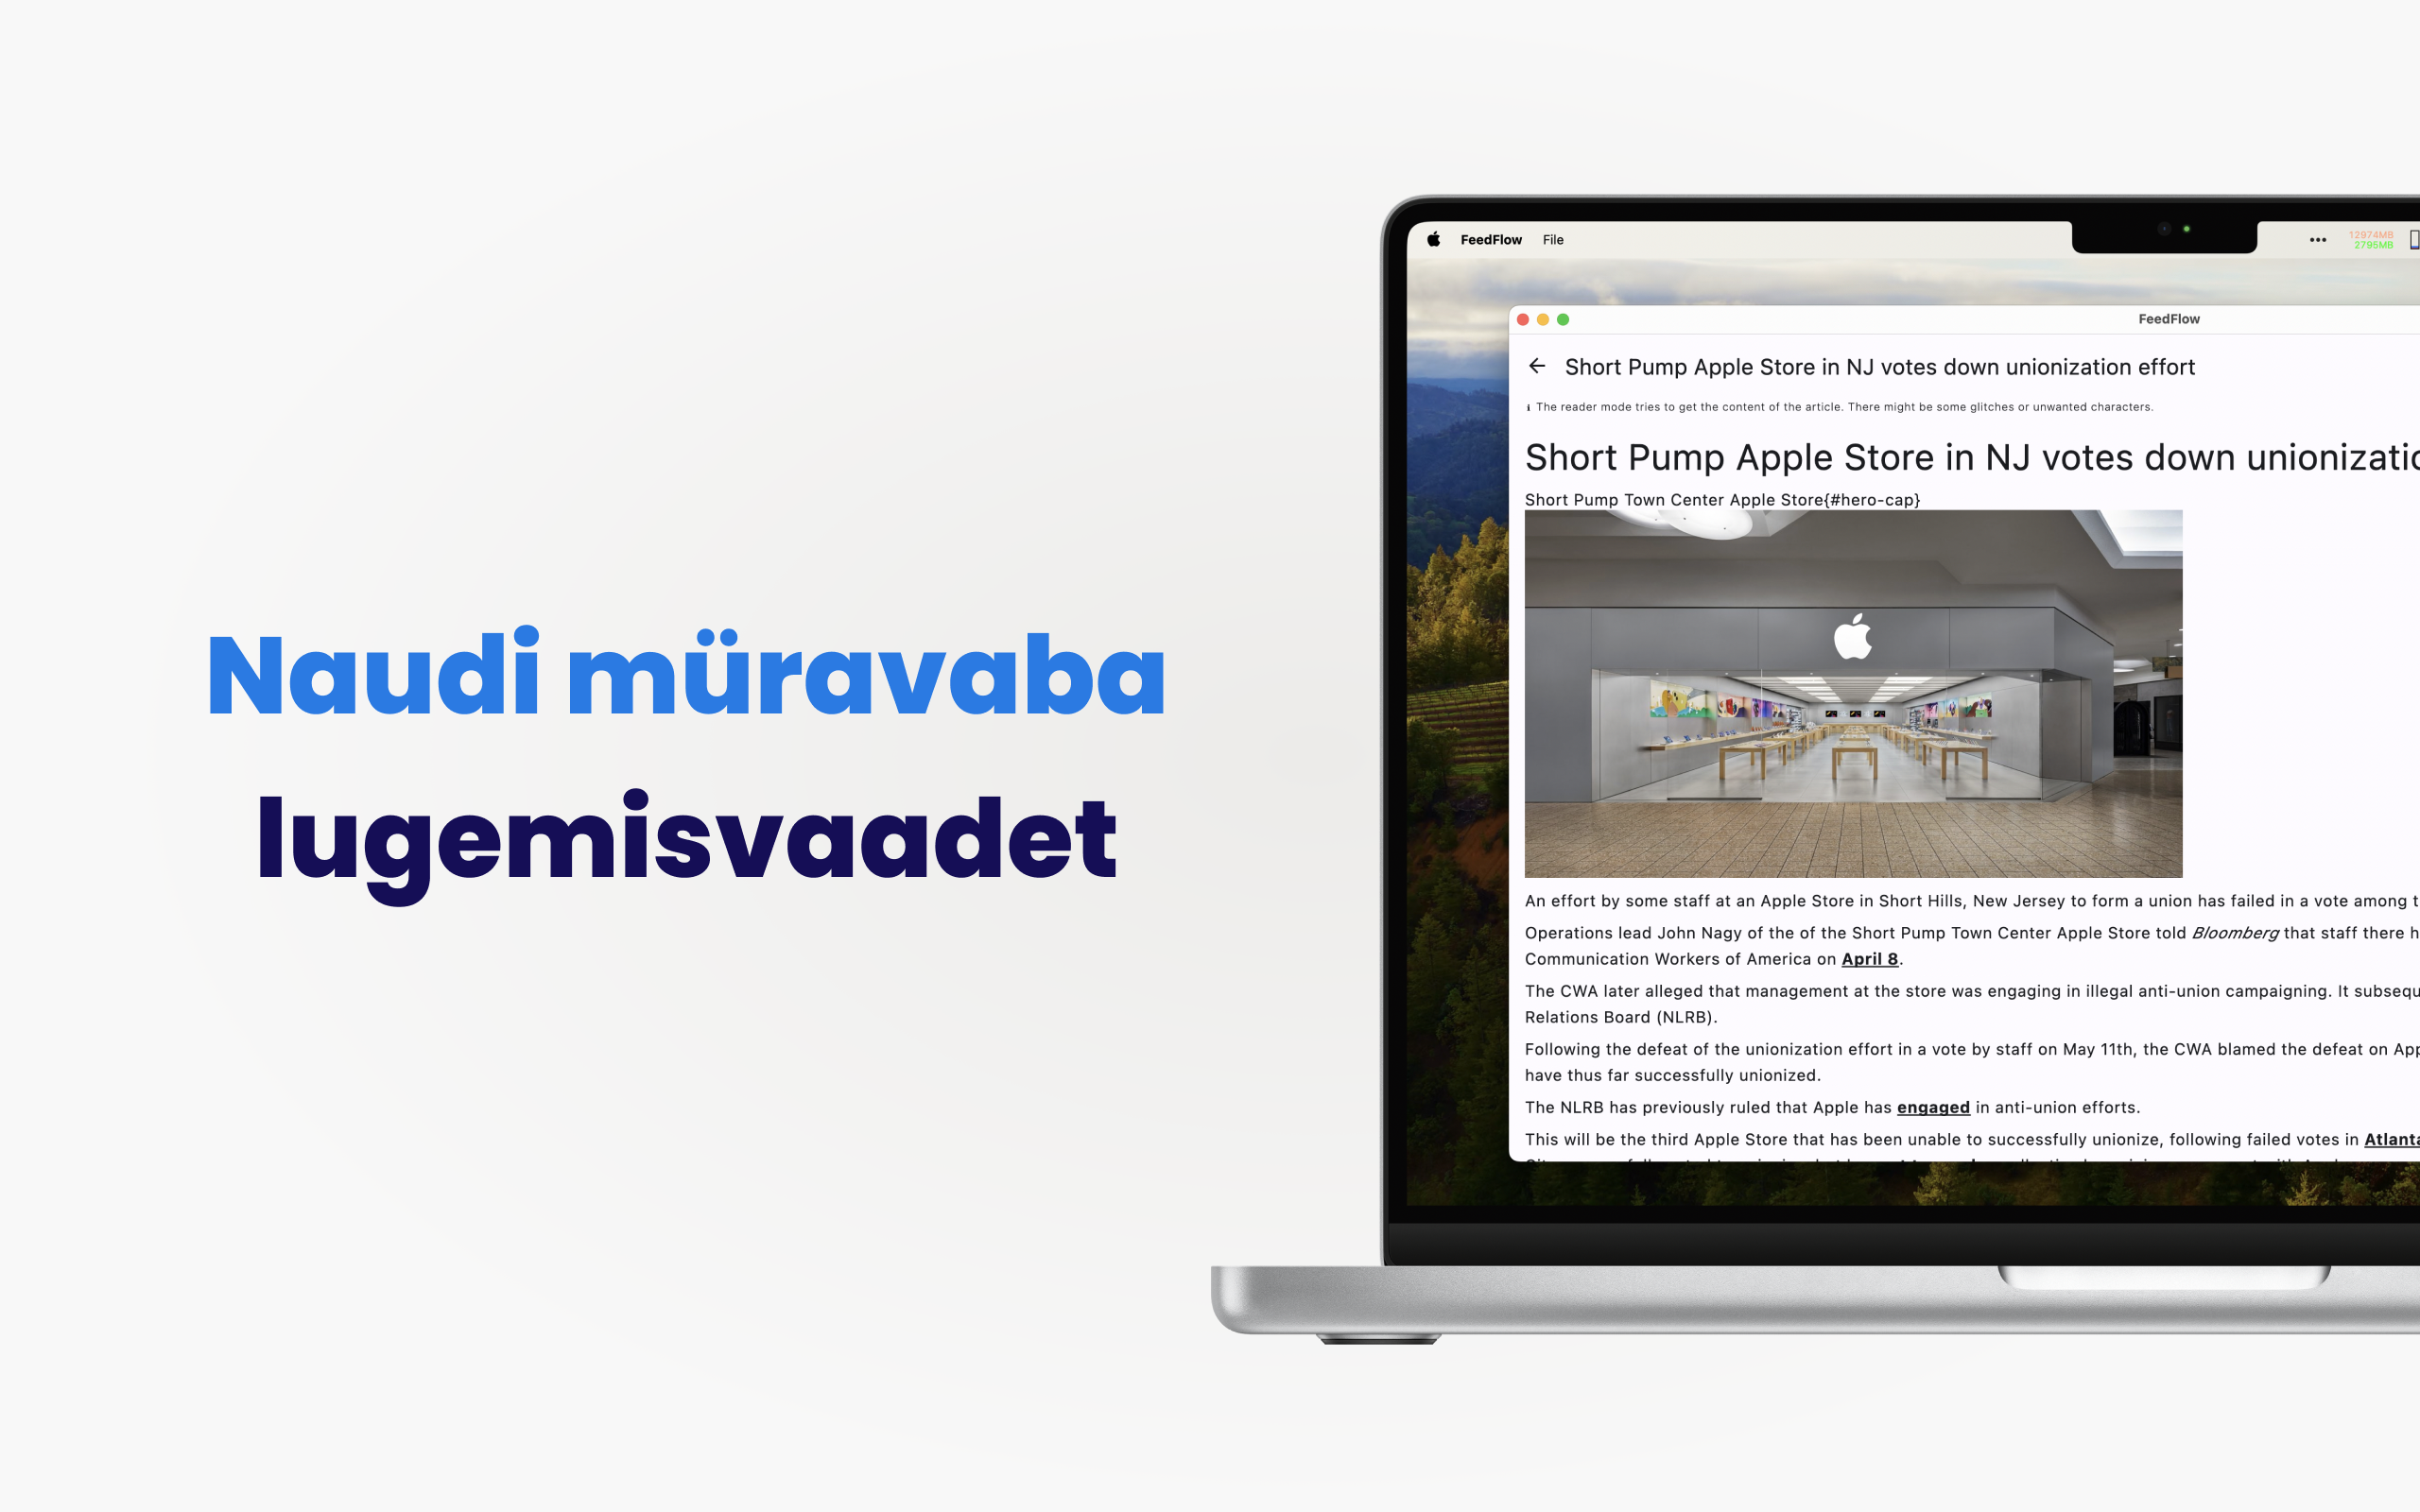 Naudi müravaba
lugemisvaadet
FeedFlow File
12974MB
2795MB
FeedFlow
Short Pump Apple Store in NJ votes down unionization effort
The reader mode tries to get the content of the article. There might be some glitches or unwanted characters.
Short Pump Apple Store in NJ votes down
Short Pump Town Center Apple Store{#hero-cap}
An effort by some staff at an Apple Store in Short Hills, New Jersey to form a union has failed in a vote among
Operations lead John Nagy of the of the Short Pump Town Center Apple Store told Bloomberg that staff there
Communication Workers of America on April 8.
The CWA later alleged that management at the store was engaging in illegal anti-union campaigning. It
Relations Board (NLRB).
Following the defeat of the unionization effort in a vote by staff on May 11th, the CWA blamed the defeat on
have thus far successfully unionized.
The NLRB has previously ruled that Apple has engaged in anti-union efforts.
This will be the third Apple Store that has been unable to successfully unionize, following failed votes in